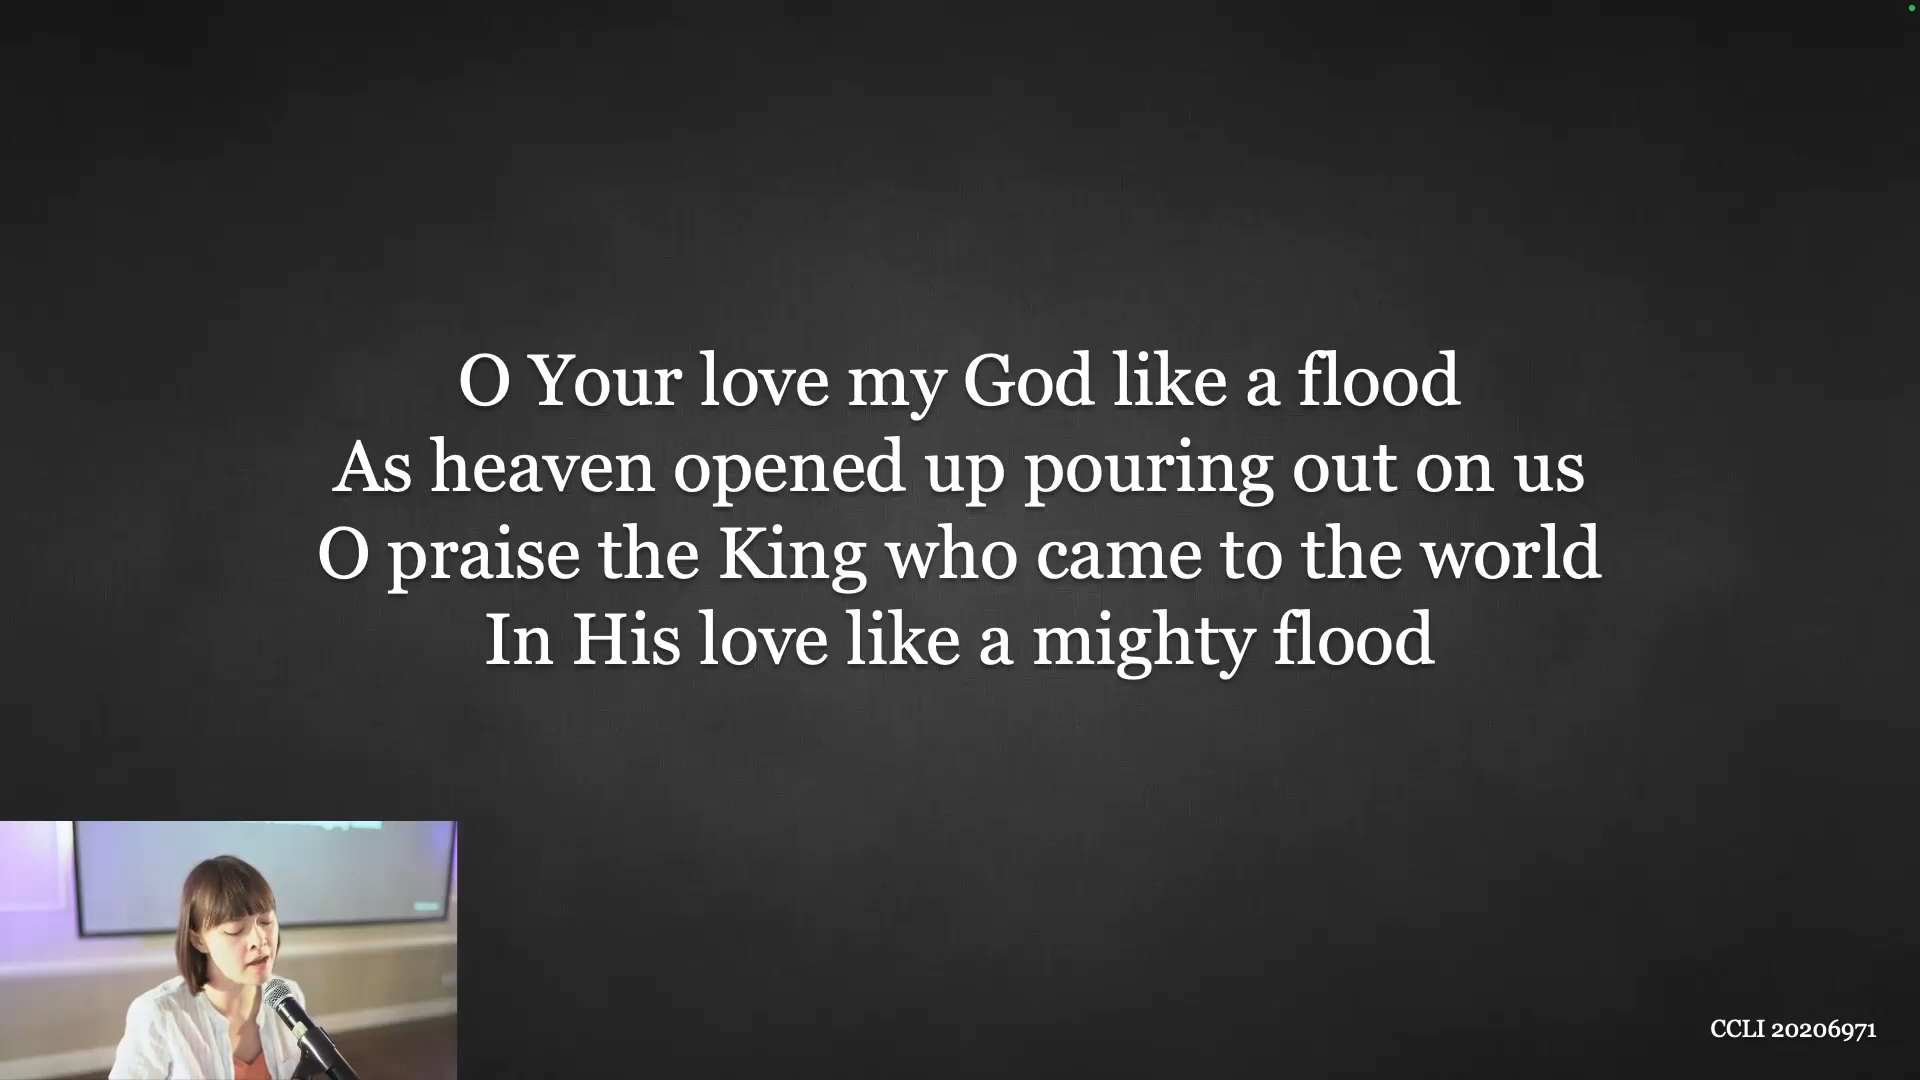 O Your love my God like a flood
As heaven opened up pouring out on us
O praise the King who came to the world
In His love like a mighty flood
CCLI 20206971